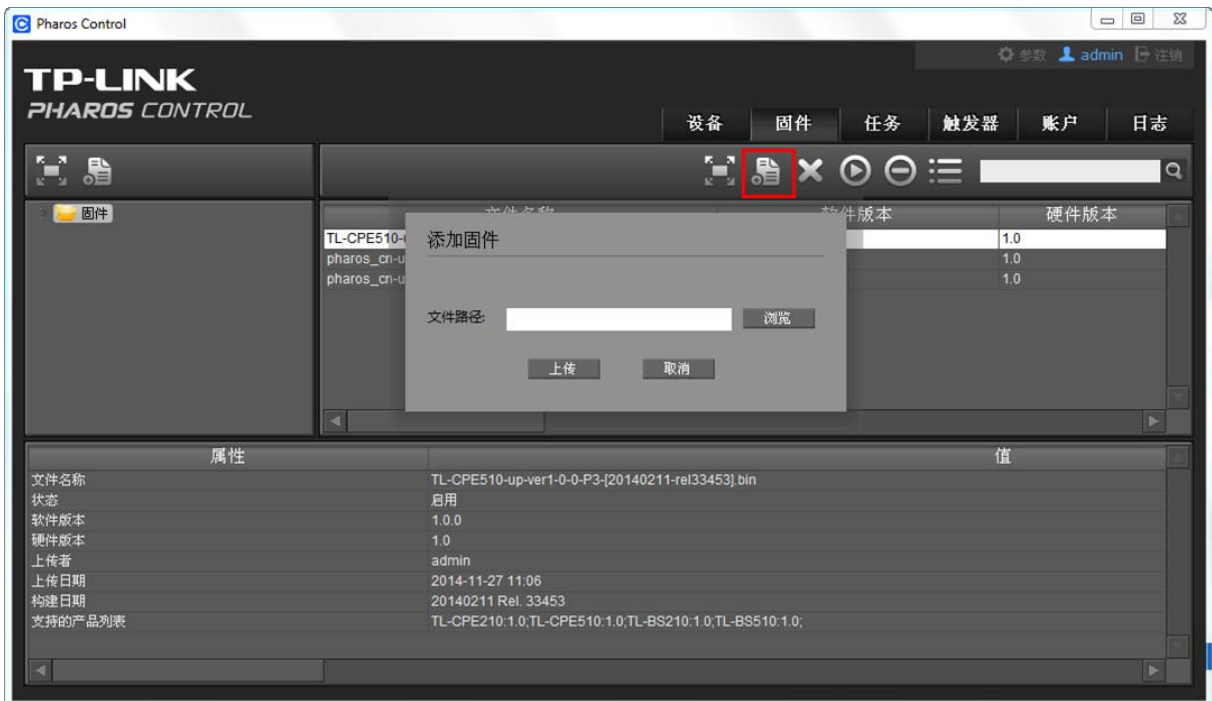 Pharos Control
参数 admin 注销
TP-LINK
PHAROS CONTROL
设备 固件 任务 触发器 账户 日志
固件
文件名称 软件版本 硬件版本
TL-CPE510- 1.0
pharos_cn-u 1.0
pharos_cn-u 1.0
添加固件
文件路径: 浏览
上传 取消
属性 值
文件名称 TL-CPE510-up-ver1-0-0-P3-[20140211-rel33453].bin
状态 启用
软件版本 1.0.0
硬件版本 1.0
上传者 admin
上传日期 2014-11-27 11:06
构建日期 20140211 Rel. 33453
支持的产品列表 TL-CPE210:1.0;TL-CPE510:1.0;TL-BS210:1.0;TL-BS510:1.0;